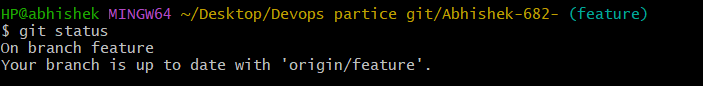 HP@abhishek MINGW64 ~/Desktop/Devops partice git/Abhishek-682- (feature)
$ git status
On branch feature
Your branch is up to date with 'origin/feature'.